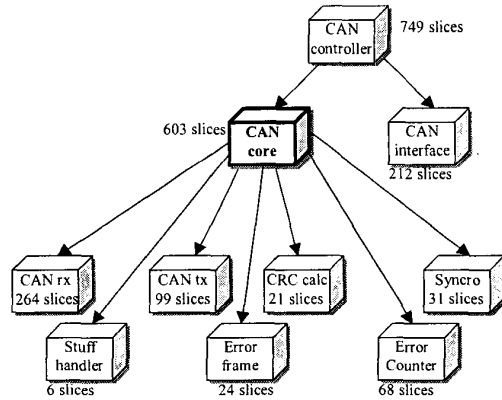 CAN
controller
749 slices
603 slices
CAN
core
CAN
interface
212 slices
CAN rx
264 slices
CAN tx
99 slices
CRC calc
21 slices
Syncro
31 slices
Stuff
handler
6 slices
Error
frame
24 slices
Error
Counter
68 slices